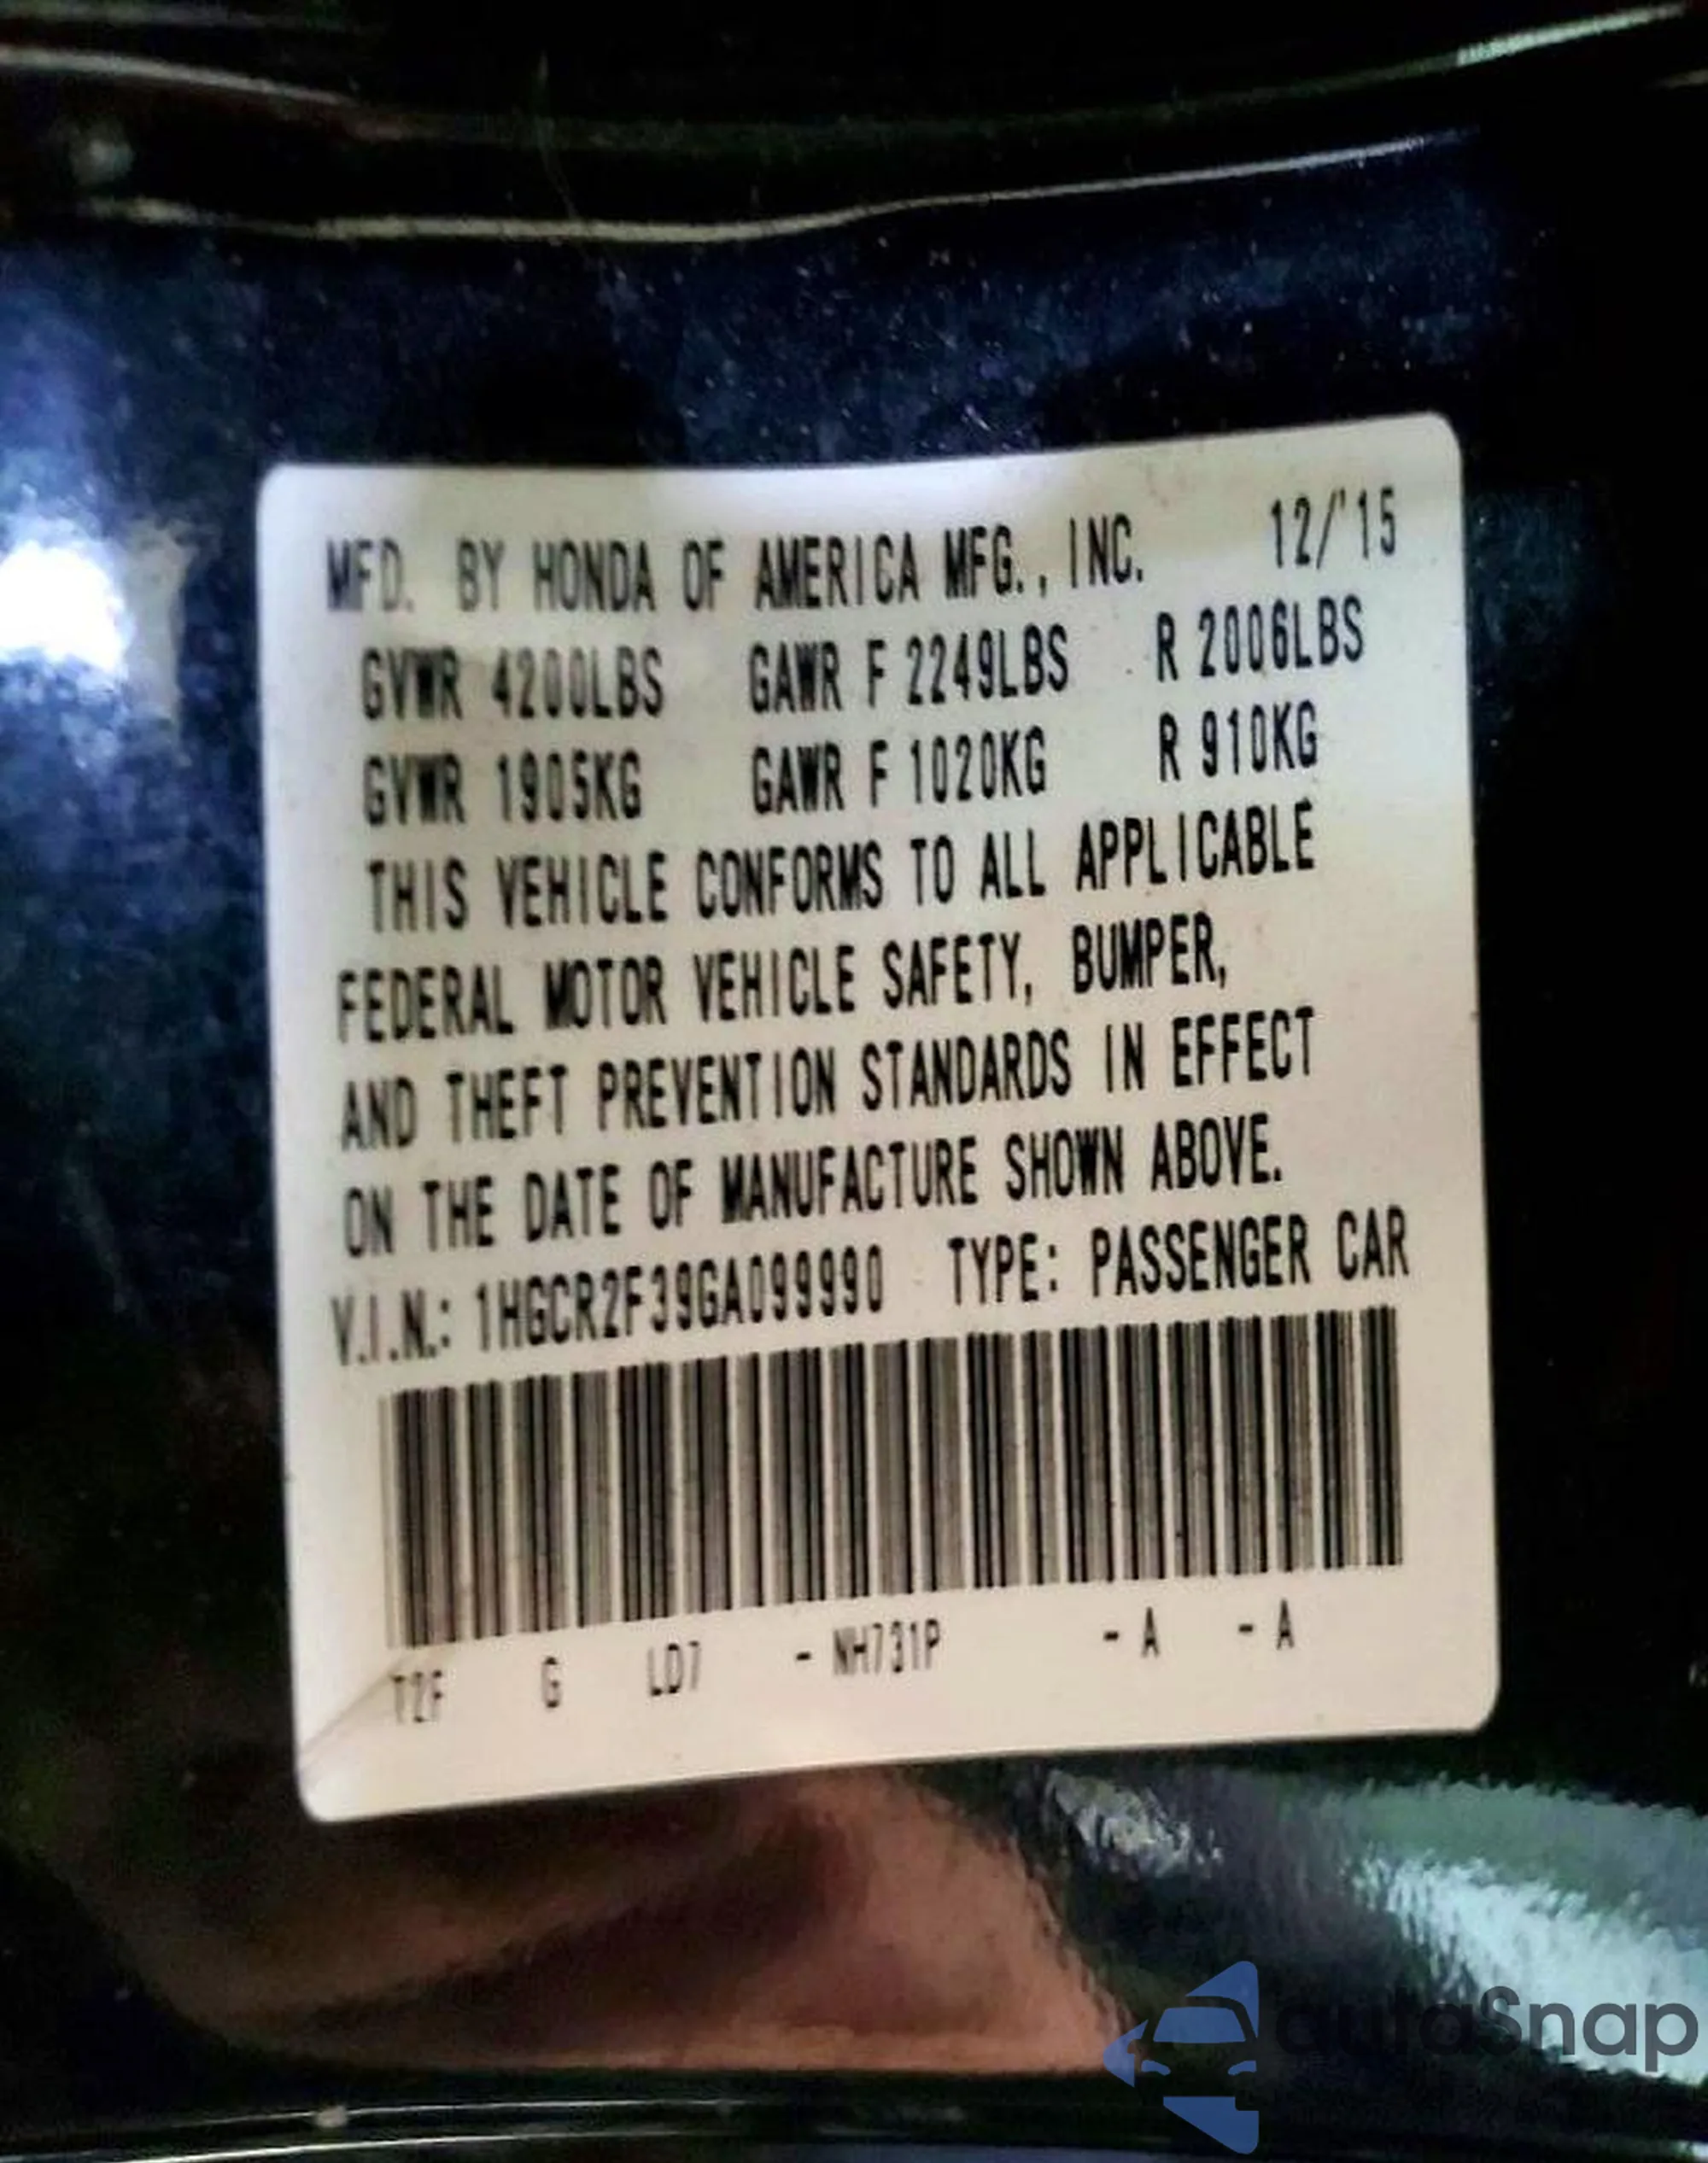 MFD. BY HONDA OF AMERICA MFG., INC. 12/'15
GVWR 4200LBS GAWR F 2249LBS R 2006LBS
GVWR 1905KG GAWR F 1020KG R 910KG
THIS VEHICLE CONFORMS TO ALL APPLICABLE
FEDERAL MOTOR VEHICLE SAFETY, BUMPER,
AND THEFT PREVENTION STANDARDS IN EFFECT
ON THE DATE OF MANUFACTURE SHOWN ABOVE.
V.I.N.: 1HGCR2F39GA099990 TYPE: PASSENGER CAR
T2F G LD7 - NH731P - A - A
autaSnap